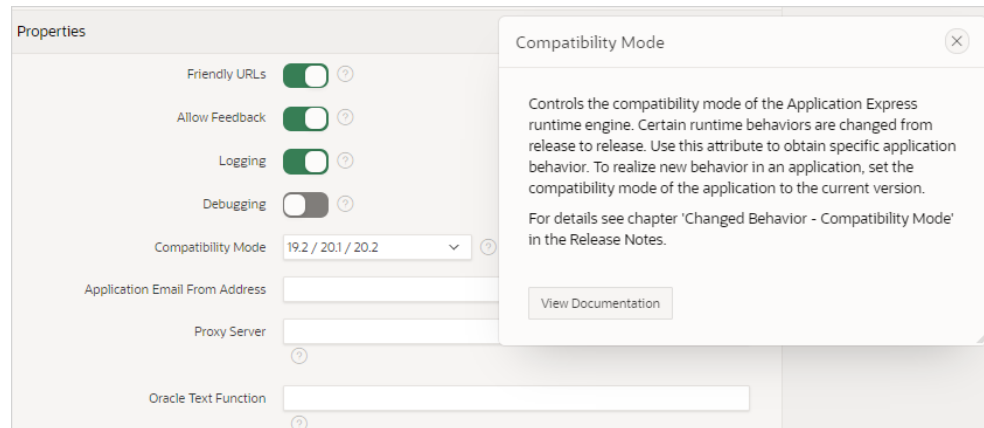 Properties
Friendly URLs ?
Allow Feedback ?
Logging ?
Debugging ?
Compatibility Mode 19.2 / 20.1 / 20.2 ?
Application Email From Address
Proxy Server
?
Oracle Text Function
?
Compatibility Mode
Controls the compatibility mode of the Application Express
runtime engine. Certain runtime behaviors are changed from
release to release. Use this attribute to obtain specific application
behavior. To realize new behavior in an application, set the
compatibility mode of the application to the current version.
For details see chapter 'Changed Behavior - Compatibility Mode'
in the Release Notes.
View Documentation